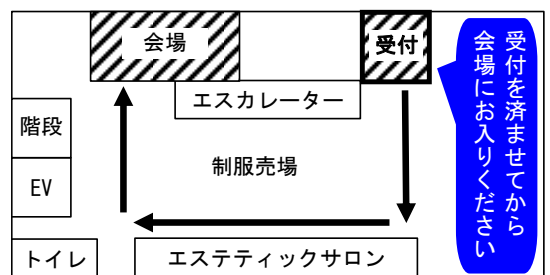 会場
受付
エスカレーター
階段
EV
制服売場
トイレ
エステティックサロン
受付を済ませてから
会場にお入りください